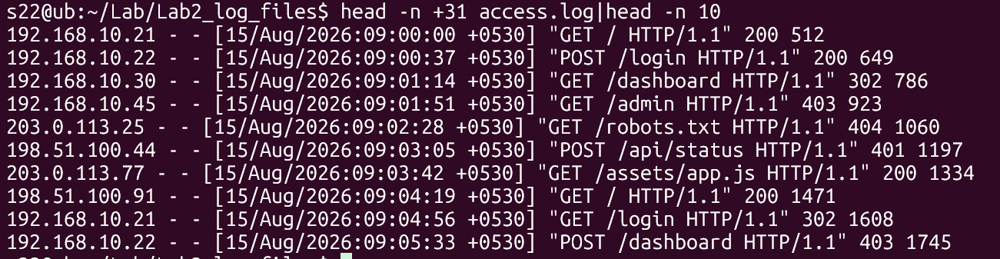 s22@ub:~/Lab/Lab2_log_files$ head -n +31 access.log|head -n 10
192.168.10.21 - - [15/Aug/2026:09:00:00 +0530] "GET / HTTP/1.1" 200 512
192.168.10.22 - - [15/Aug/2026:09:00:37 +0530] "POST /login HTTP/1.1" 200 649
192.168.10.30 - - [15/Aug/2026:09:01:14 +0530] "GET /dashboard HTTP/1.1" 302 786
192.168.10.45 - - [15/Aug/2026:09:01:51 +0530] "GET /admin HTTP/1.1" 403 923
203.0.113.25 - - [15/Aug/2026:09:02:28 +0530] "GET /robots.txt HTTP/1.1" 404 1060
198.51.100.44 - - [15/Aug/2026:09:03:05 +0530] "POST /api/status HTTP/1.1" 401 1197
203.0.113.77 - - [15/Aug/2026:09:03:42 +0530] "GET /assets/app.js HTTP/1.1" 200 1334
198.51.100.91 - - [15/Aug/2026:09:04:19 +0530] "GET / HTTP/1.1" 200 1471
192.168.10.21 - - [15/Aug/2026:09:04:56 +0530] "GET /login HTTP/1.1" 302 1608
192.168.10.22 - - [15/Aug/2026:09:05:33 +0530] "POST /dashboard HTTP/1.1" 403 1745